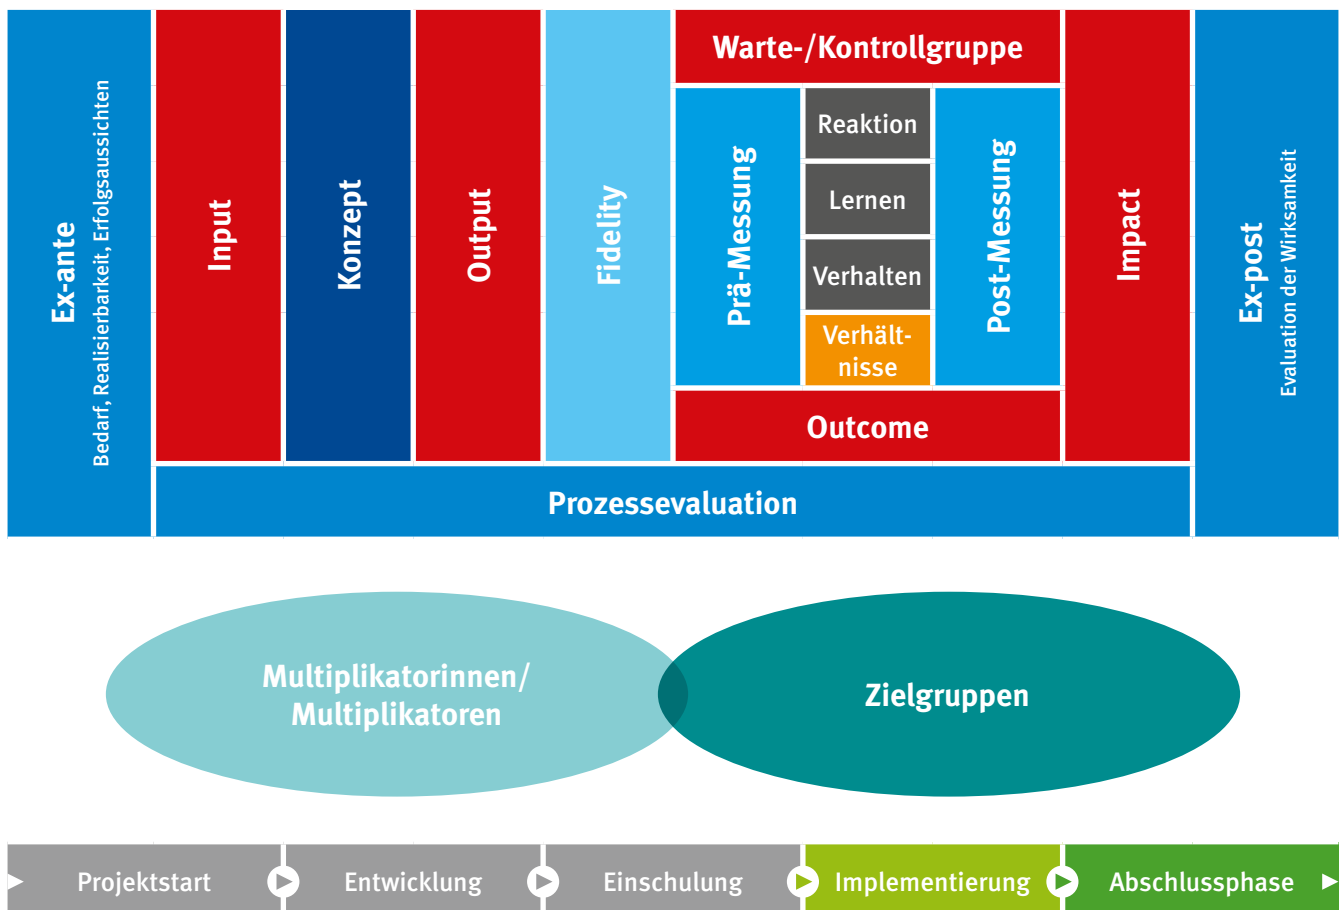 Ex-ante
Bedarf, Realisierbarkeit, Erfolgsaussichten
Input
Konzept
Output
Fidelity
Warte-/Kontrollgruppe
Prä-Messung
Reaktion
Lernen
Verhalten
Verhält-
nisse
Post-Messung
Outcome
Impact
Ex-post
Evaluation der Wirksamkeit
Prozessevaluation
Multiplikatorinnen/
Multiplikatoren
Zielgruppen
Projektstart
Entwicklung
Einschulung
Implementierung
Abschlussphase